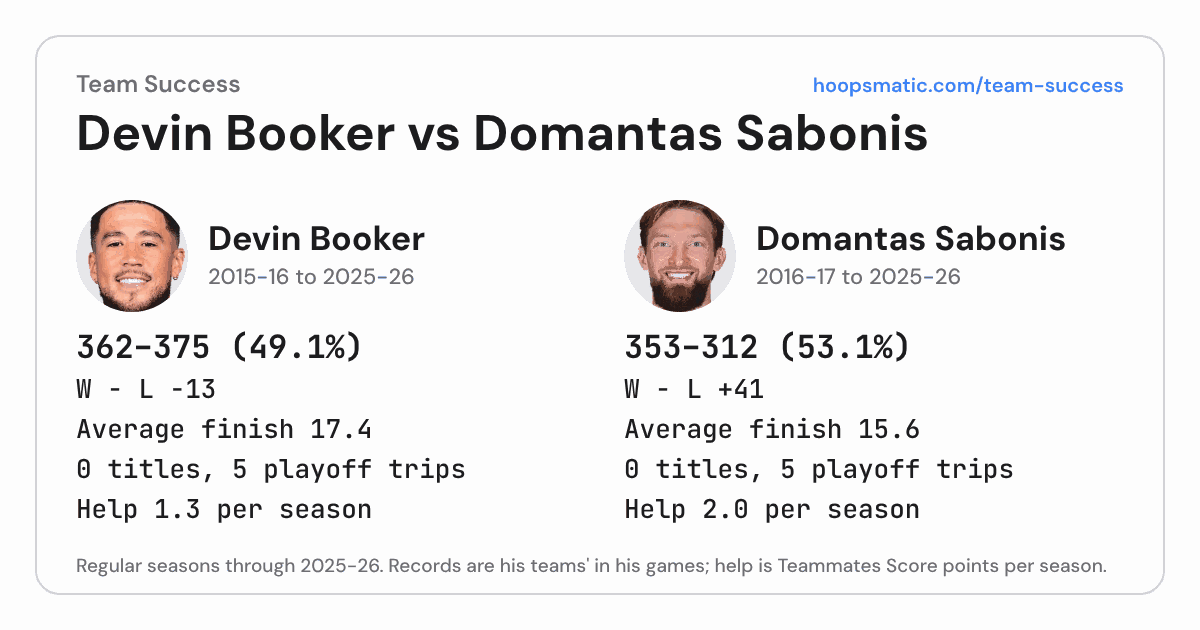 Team Success
hoopsmatic.com/team-success
Devin Booker vs Domantas Sabonis
Devin Booker
2015-16 to 2025-26
362-375 (49.1%)
W - L -13
Average finish 17.4
0 titles, 5 playoff trips
Help 1.3 per season
Domantas Sabonis
2016-17 to 2025-26
353-312 (53.1%)
W - L +41
Average finish 15.6
0 titles, 5 playoff trips
Help 2.0 per season
Regular seasons through 2025-26. Records are his teams' in his games; help is Teammates Score points per season.